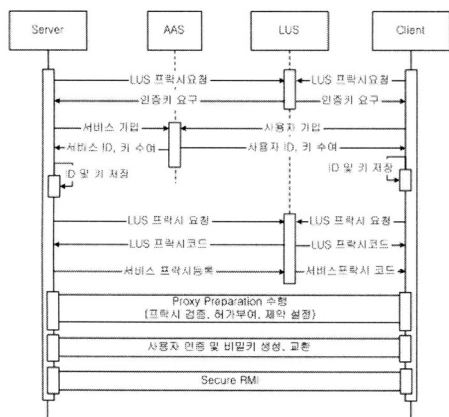 Server AAS LUS Client
LUS 프락시요청 LUS 프락시요청
인증키 요구 인증키 요구
서비스 가입 사용자 가입
서비스 ID, 키 수여 사용자 ID, 키 수여
ID 및 키 저장 ID 및 키 저장
LUS 프락시 요청 LUS 프락시 요청
LUS 프락시코드 LUS 프락시코드
서비스 프락시등록 서비스프락시 코드
Proxy Preparation 수행
(프락시 검증, 허가부여, 제약 설정)
사용자 인증 및 비밀키 생성, 교환
Secure RMI